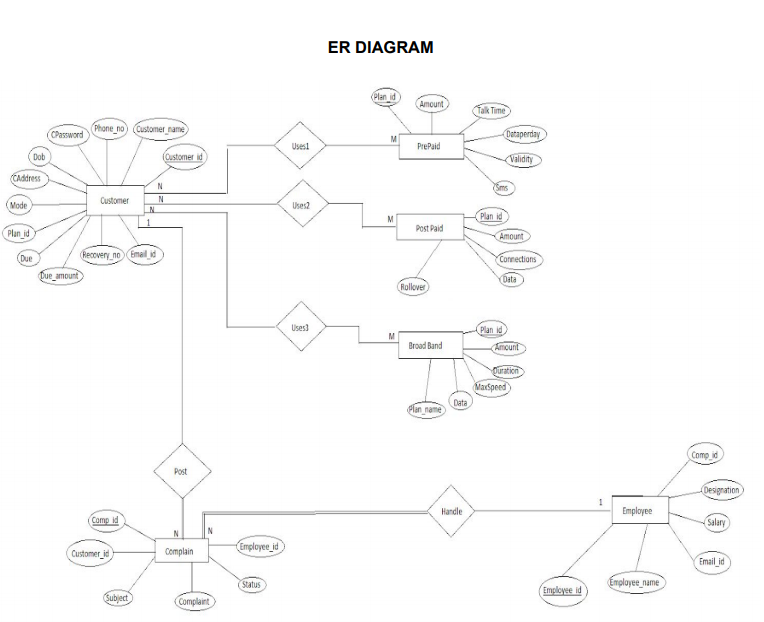 ER DIAGRAM
Plan_id
Amount
Talk Time
Dataperday
Validity
Sms
PrePaid
M
Uses1
CPassword
Phone_no
Customer_name
Customer_id
Dob
CAddress
Mode
Plan_id
Due
Due_amount
Recovery_no
Email_id
Customer
N
N
N
1
Uses2
M
Post Paid
Plan_id
Amount
Connections
Data
Rollover
Uses3
M
Broad Band
Plan_id
Amount
Duration
MaxSpeed
Data
Plan_name
Post
N
N
Comp_id
Customer_id
Subject
Complaint
Status
Employee_id
Complain
Handle
1
Employee
Comp_id
Designation
Salary
Email_id
Employee_name
Employee_id